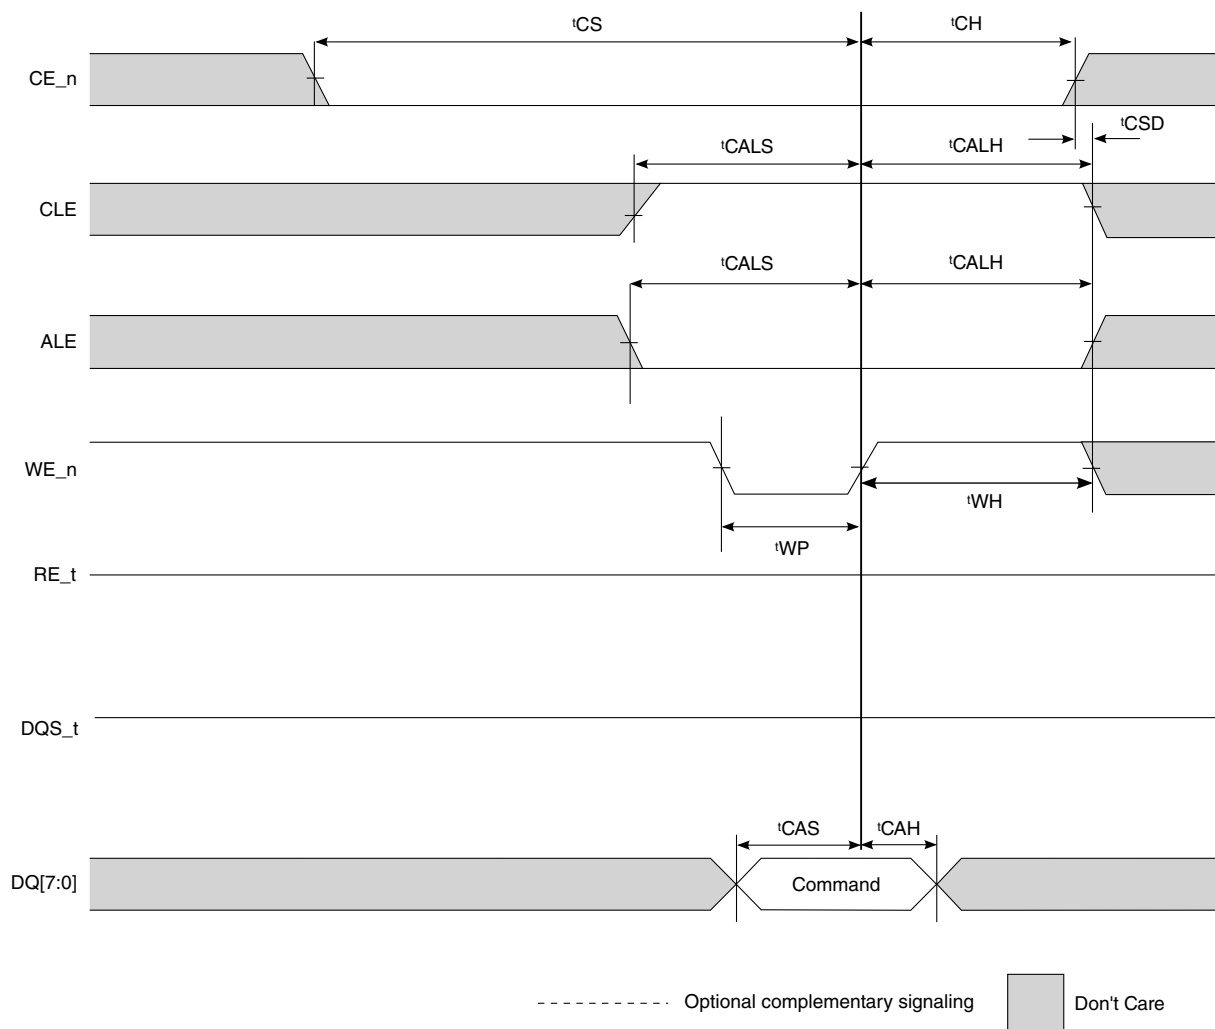 tCS
tCH
CE_n
tCSD
tCALS
tCALH
CLE
tCALS
tCALH
ALE
WE_n
tWH
tWP
RE_t
DQS_t
tCAS
tCAH
DQ[7:0]
Command
Optional complementary signaling
Don't Care